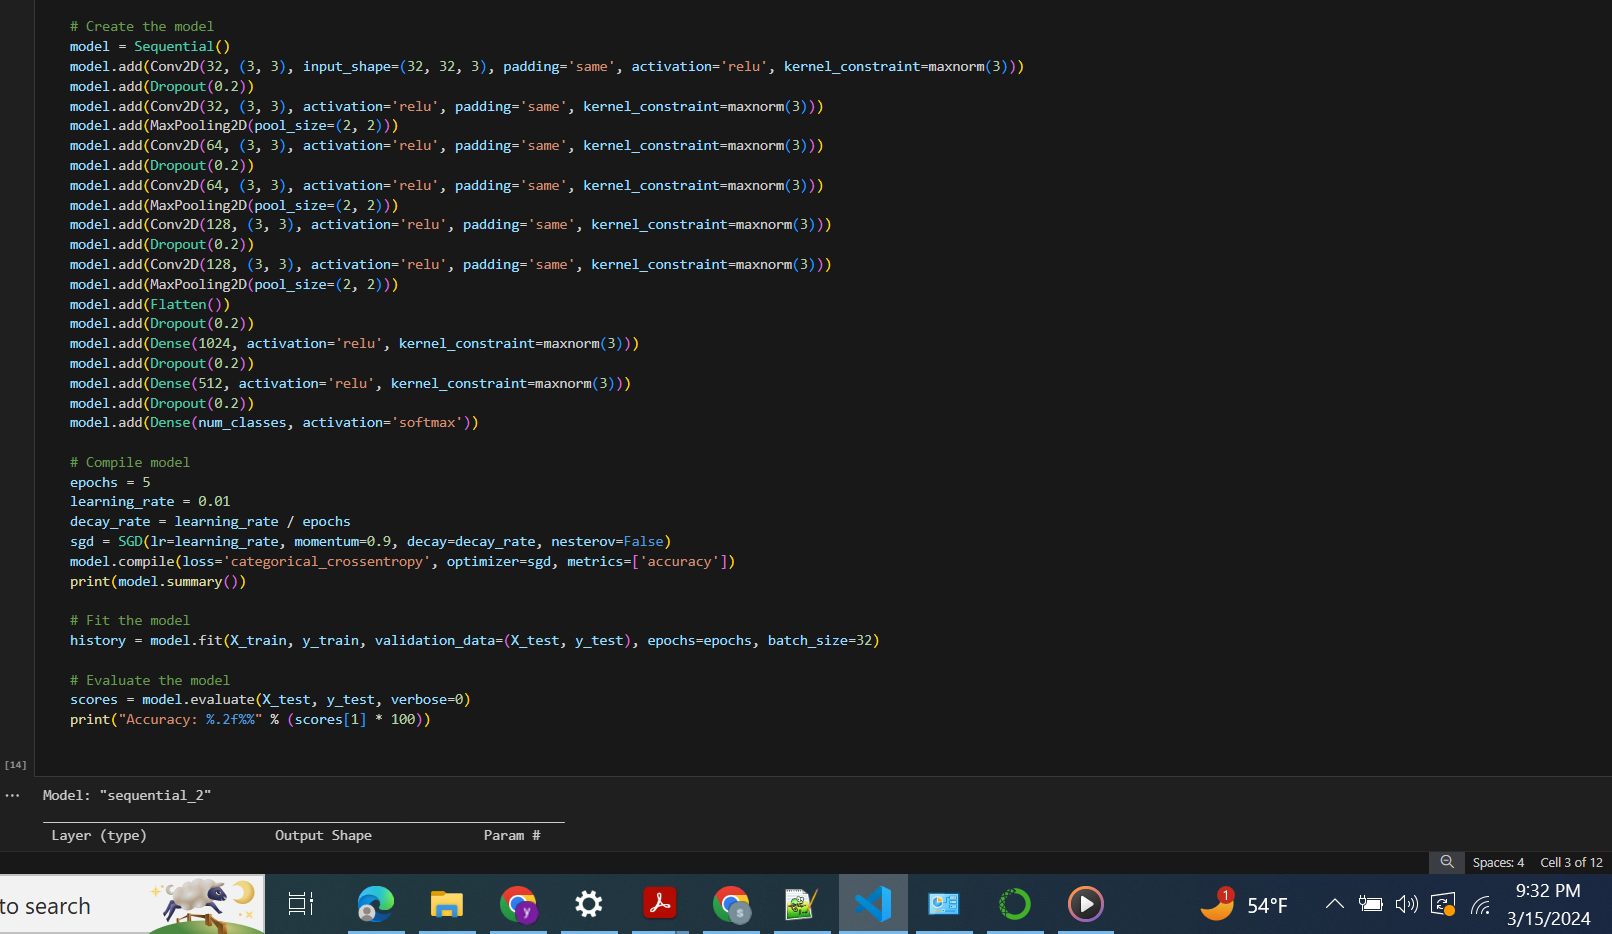 # Create the model
model = Sequential()
model.add(Conv2D(32, (3, 3), input_shape=(32, 32, 3), padding='same', activation='relu', kernel_constraint=maxnorm(3)))
model.add(Dropout(0.2))
model.add(Conv2D(32, (3, 3), activation='relu', padding='same', kernel_constraint=maxnorm(3)))
model.add(MaxPooling2D(pool_size=(2, 2)))
model.add(Conv2D(64, (3, 3), activation='relu', padding='same', kernel_constraint=maxnorm(3)))
model.add(Dropout(0.2))
model.add(Conv2D(64, (3, 3), activation='relu', padding='same', kernel_constraint=maxnorm(3)))
model.add(MaxPooling2D(pool_size=(2, 2)))
model.add(Conv2D(128, (3, 3), activation='relu', padding='same', kernel_constraint=maxnorm(3)))
model.add(Dropout(0.2))
model.add(Conv2D(128, (3, 3), activation='relu', padding='same', kernel_constraint=maxnorm(3)))
model.add(MaxPooling2D(pool_size=(2, 2)))
model.add(Flatten())
model.add(Dropout(0.2))
model.add(Dense(1024, activation='relu', kernel_constraint=maxnorm(3)))
model.add(Dropout(0.2))
model.add(Dense(512, activation='relu', kernel_constraint=maxnorm(3)))
model.add(Dropout(0.2))
model.add(Dense(num_classes, activation='softmax'))
# Compile model
epochs = 5
learning_rate = 0.01
decay_rate = learning_rate / epochs
sgd = SGD(lr=learning_rate, momentum=0.9, decay=decay_rate, nesterov=False)
model.compile(loss='categorical_crossentropy', optimizer=sgd, metrics=['accuracy'])
print(model.summary())
# Fit the model
history = model.fit(X_train, y_train, validation_data=(X_test, y_test), epochs=epochs, batch_size=32)
# Evaluate the model
scores = model.evaluate(X_test, y_test, verbose=0)
print("Accuracy: %.2f%%" % (scores[1] * 100))
[14]
... Model: "sequential_2"
Layer (type) Output Shape Param #
Spaces: 4 Cell 3 of 12
to search
y
s
1
54°F
9:32 PM
3/15/2024